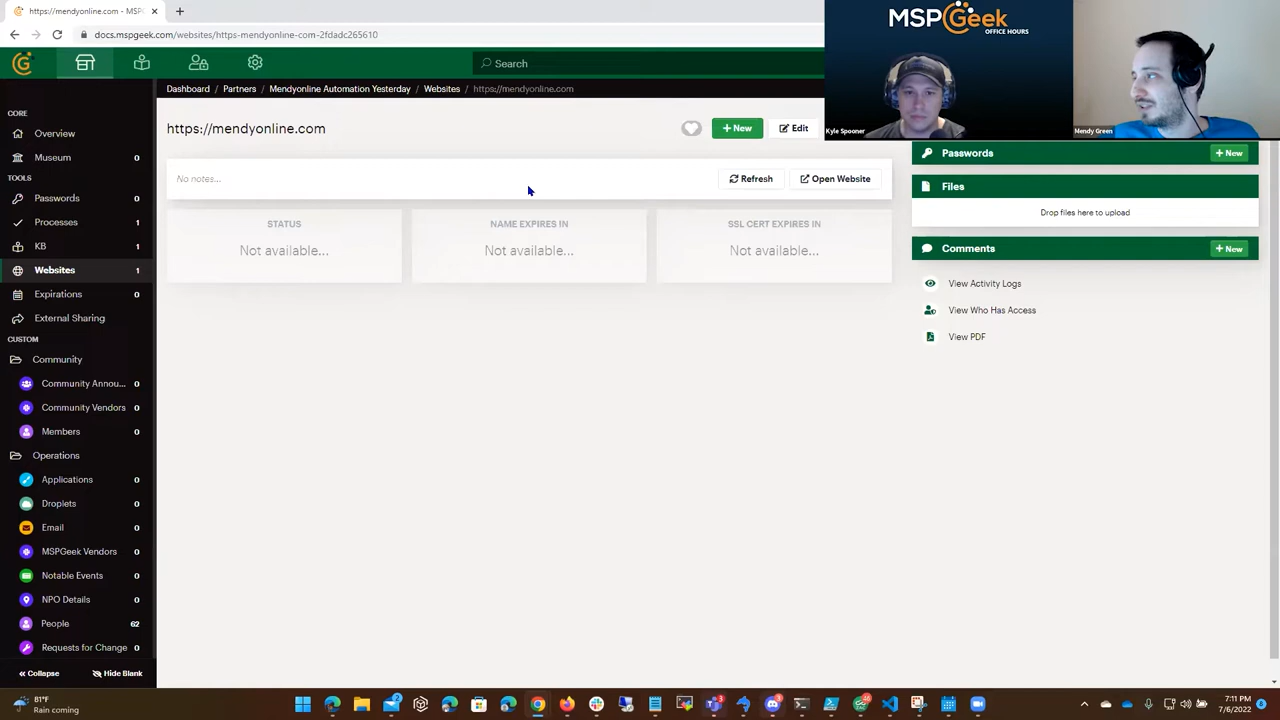 https://mendyonline.com - MSP
docs.mspgeek.com/websites/https-mendyonline-com-2fdadc265610
Search
MSPGeek
OFFICE HOURS
Kyle Spooner
Mendy Green
Dashboard Partners Mendyonline Automation Yesterday Websites https://mendyonline.com
https://mendyonline.com
+ New
Edit
No notes...
Refresh
Open Website
STATUS
Not available...
NAME EXPIRES IN
Not available...
SSL CERT EXPIRES IN
Not available...
Passwords
+ New
Files
Drop files here to upload
Comments
+ New
View Activity Logs
View Who Has Access
View PDF
CORE
Overview
Museum 0
TOOLS
Passwords 0
Processes 1
KB 1
Websites 1
Expirations 0
External Sharing
CUSTOM
Community
Community Annou... 0
Community Vendors 0
Members 0
Operations
Applications 0
Droplets 0
Email 0
MSPGeek Vendors 0
Notable Events 0
NPO Details 0
People 62
Requests for Change 0
« Collapse
Hide Blank
81°F
Rain coming
7:11 PM
7/6/2022